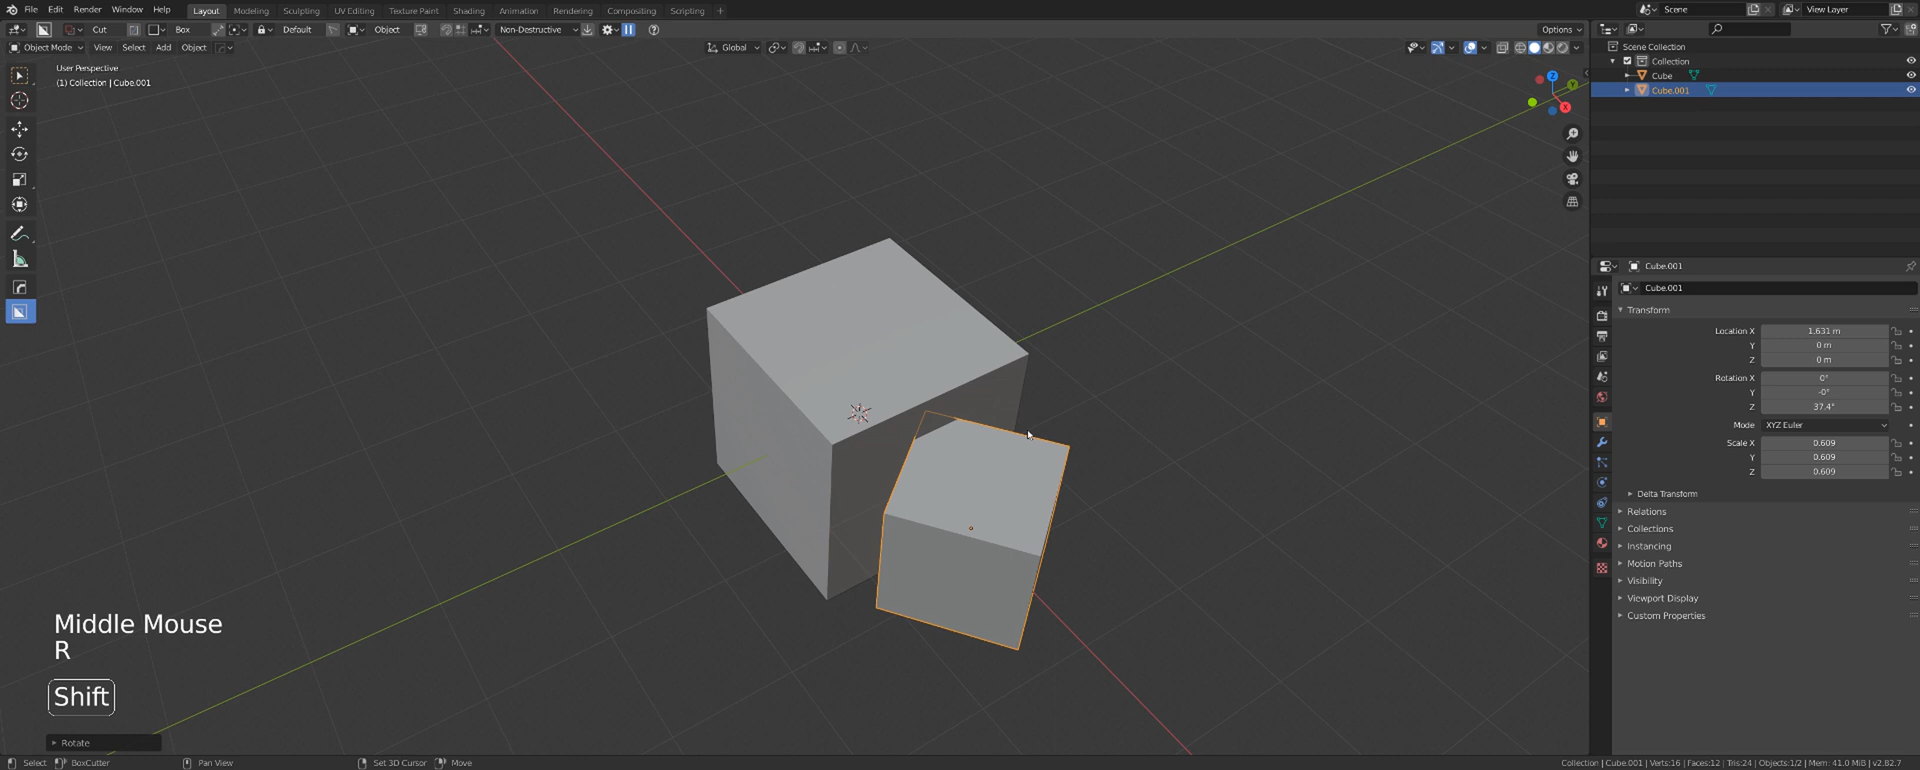 File Edit Render Window Help Layout Modeling Sculpting UV Editing Texture Paint Shading Animation Rendering Compositing Scripting + Scene View Layer
Cut Box Default Object Non-Destructive Options
Object Mode View Select Add Object Global
User Perspective
(1) Collection | Cube.001
Z
Y
X
Scene Collection
Collection
Cube
Cube.001
Cube.001
Cube.001
Transform
Location X 1.631 m
Y 0 m
Z 0 m
Rotation X 0°
Y -0°
Z 37.4°
Mode XYZ Euler
Scale X 0.609
Y 0.609
Z 0.609
Delta Transform
Relations
Collections
Instancing
Motion Paths
Visibility
Viewport Display
Custom Properties
Middle Mouse
R
Shift
Rotate
Select BoxCutter Pan View Set 3D Cursor Move Collection | Cube.001 | Verts:16 | Faces:12 | Tris:24 | Objects:1/2 | Mem: 41.0 MiB | v2.82.7